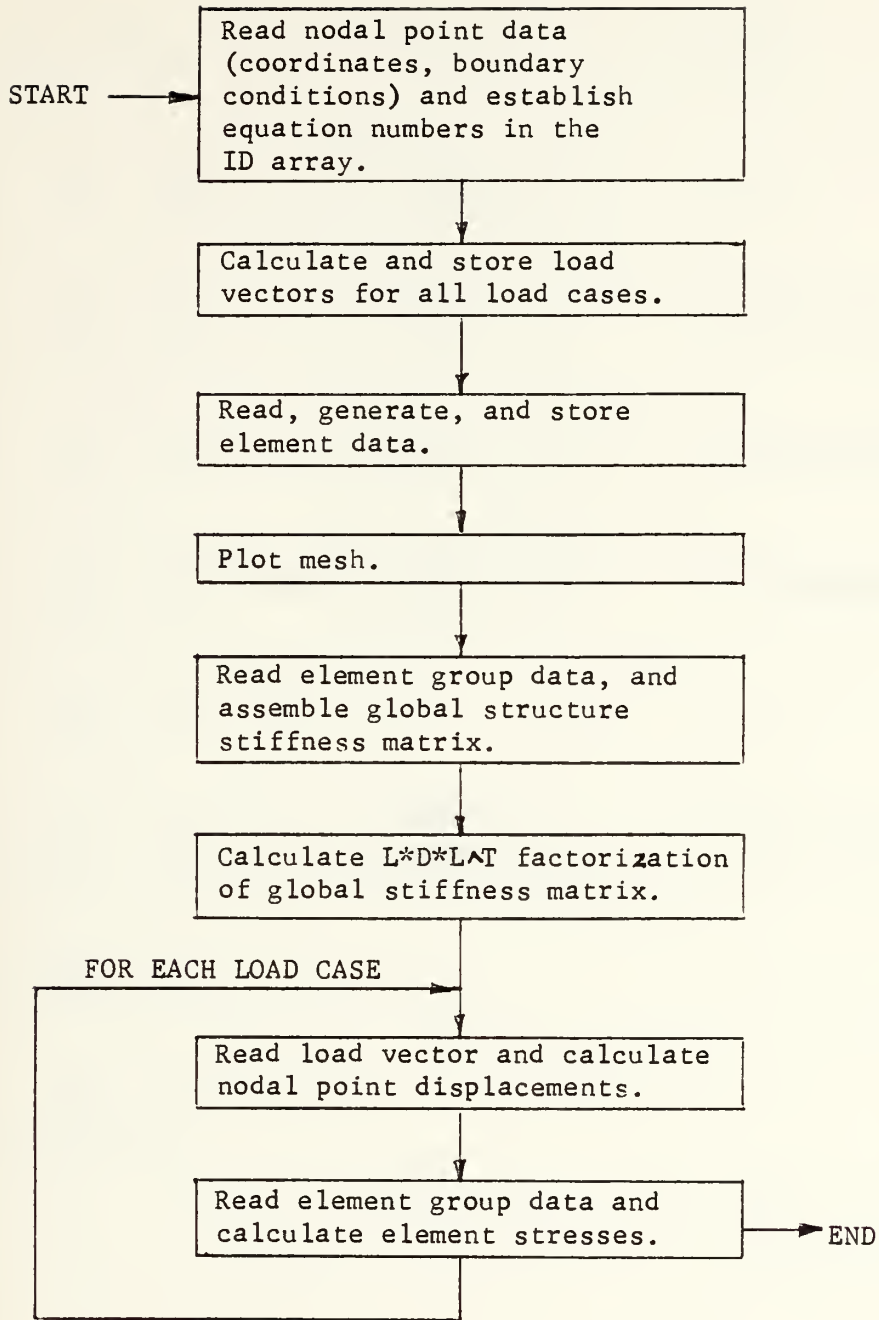 Read nodal point data
(coordinates, boundary
START
conditions) and establish
equation numbers in the
ID array.
Calculate and store load
vectors for all load cases.
Read, generate, and store
element data.
Plot mesh.
Read element group data, and
assemble global structure
stiffness matrix.
Calculate L*D*L^T factorization
of global stiffness matrix.
FOR EACH LOAD CASE
Read load vector and calculate
nodal point displacements.
Read element group data and
calculate element stresses.
END